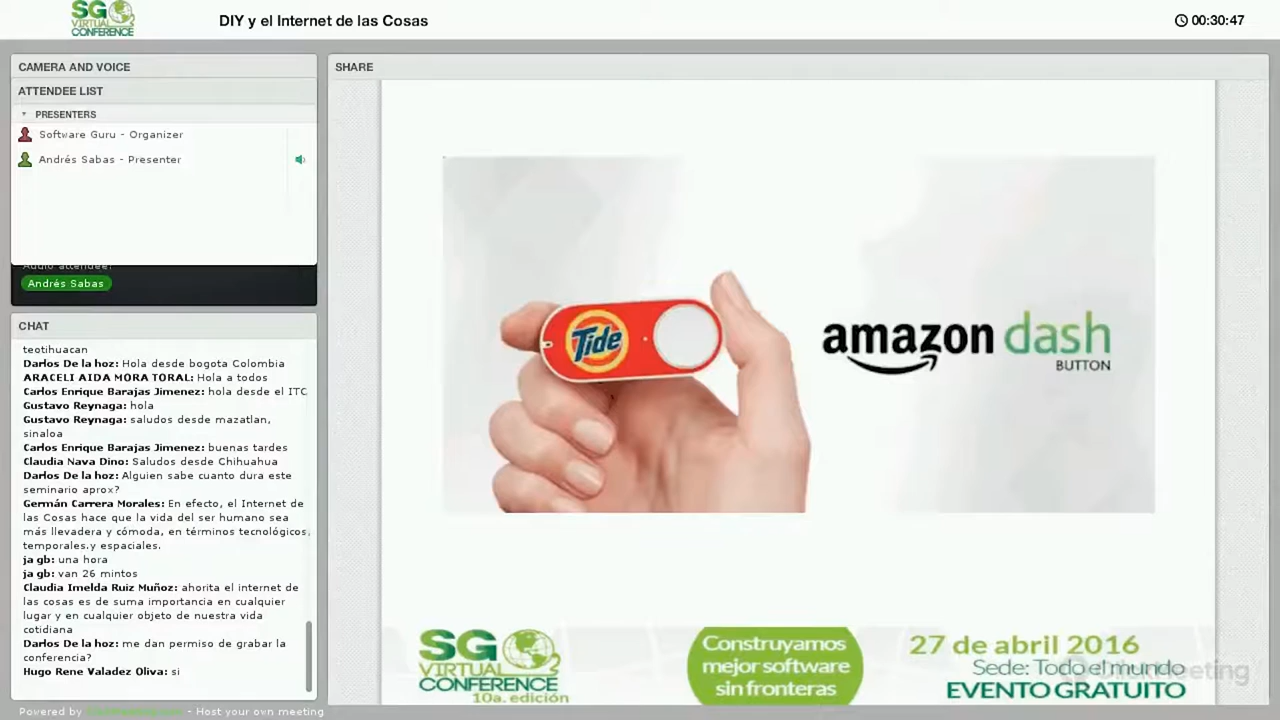 SG
VIRTUAL
CONFERENCE
DIY y el Internet de las Cosas
00:30:47
CAMERA AND VOICE
ATTENDEE LIST
PRESENTERS
Software Guru - Organizer
Andrés Sabas - Presenter
Audio attendee:
Andrés Sabas
CHAT
teotihuacan
Darlos De la hoz: Hola desde bogota Colombia
ARACELI AIDA MORA TORAL: Hola a todos
Carlos Enrique Barajas Jimenez: hola desde el ITC
Gustavo Reynaga: hola
Gustavo Reynaga: saludos desde mazatlan,
sinaloa
Carlos Enrique Barajas Jimenez: buenas tardes
Claudia Nava Dino: Saludos desde Chihuahua
Darlos De la hoz: Alguien sabe cuanto dura este
seminario aprox?
Germán Carrera Morales: En efecto, el Internet de
las Cosas hace que la vida del ser humano sea
más llevadera y cómoda, en términos tecnológicos,
temporales.y espaciales.
ja gb: una hora
ja gb: van 26 mintos
Claudia Imelda Ruiz Muñoz: ahorita el internet de
las cosas es de suma importancia en cualquier
lugar y en cualquier objeto de nuestra vida
cotidiana
Darlos De la hoz: me dan permiso de grabar la
conferencia?
Hugo Rene Valadez Oliva: si
Powered by - Host your own meeting
SHARE
Tide
amazon dash
BUTTON
SG
VIRTUAL
CONFERENCE
10a. edición
Construyamos
mejor software
sin fronteras
27 de abril 2016
Sede: Todo el mundo
EVENTO GRATUITO
ClickMeeting